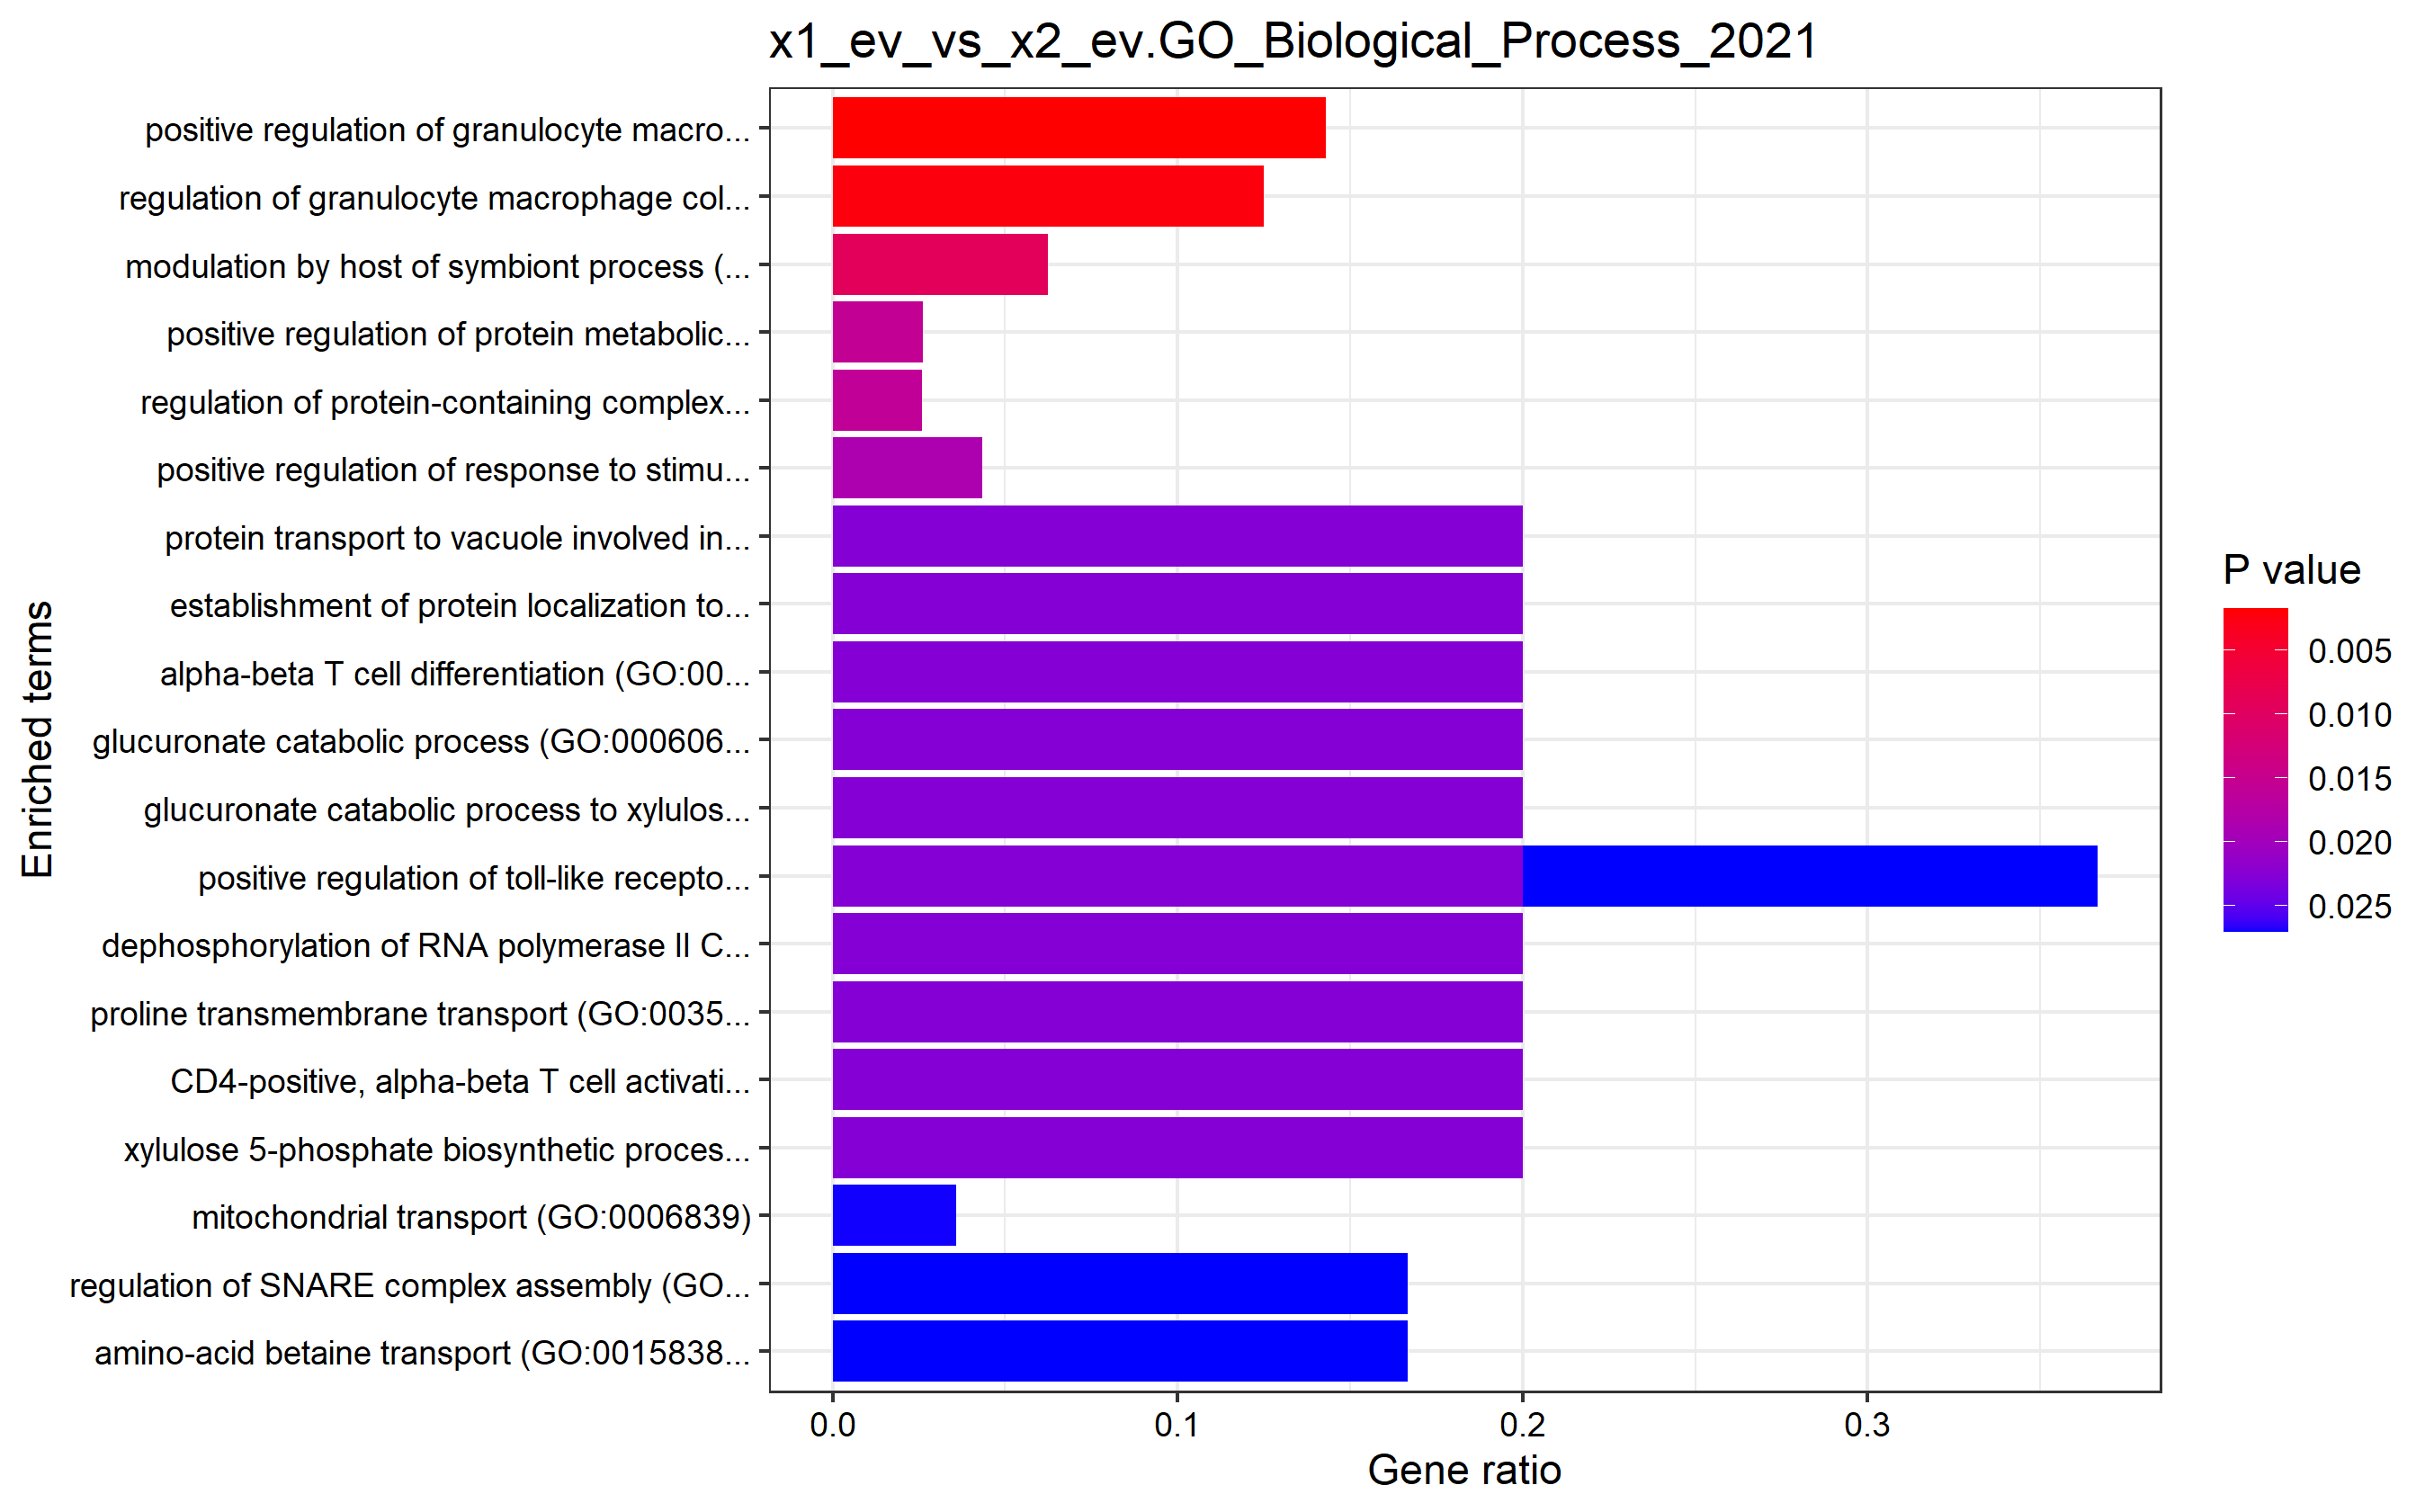 x1_ev_vs_x2_ev.GO_Biological_Process_2021
positive regulation of granulocyte macro...
regulation of granulocyte macrophage col...
modulation by host of symbiont process (...
positive regulation of protein metabolic...
regulation of protein-containing complex...
positive regulation of response to stimu...
protein transport to vacuole involved in...
establishment of protein localization to...
alpha-beta T cell differentiation (GO:00...
glucuronate catabolic process (GO:000606...
glucuronate catabolic process to xylulos...
positive regulation of toll-like recepto...
dephosphorylation of RNA polymerase II C...
proline transmembrane transport (GO:0035...
CD4-positive, alpha-beta T cell activati...
xylulose 5-phosphate biosynthetic proces...
mitochondrial transport (GO:0006839)
regulation of SNARE complex assembly (GO...
amino-acid betaine transport (GO:0015838...
Enriched terms
0.0 0.1 0.2 0.3
Gene ratio
P value
0.005
0.010
0.015
0.020
0.025